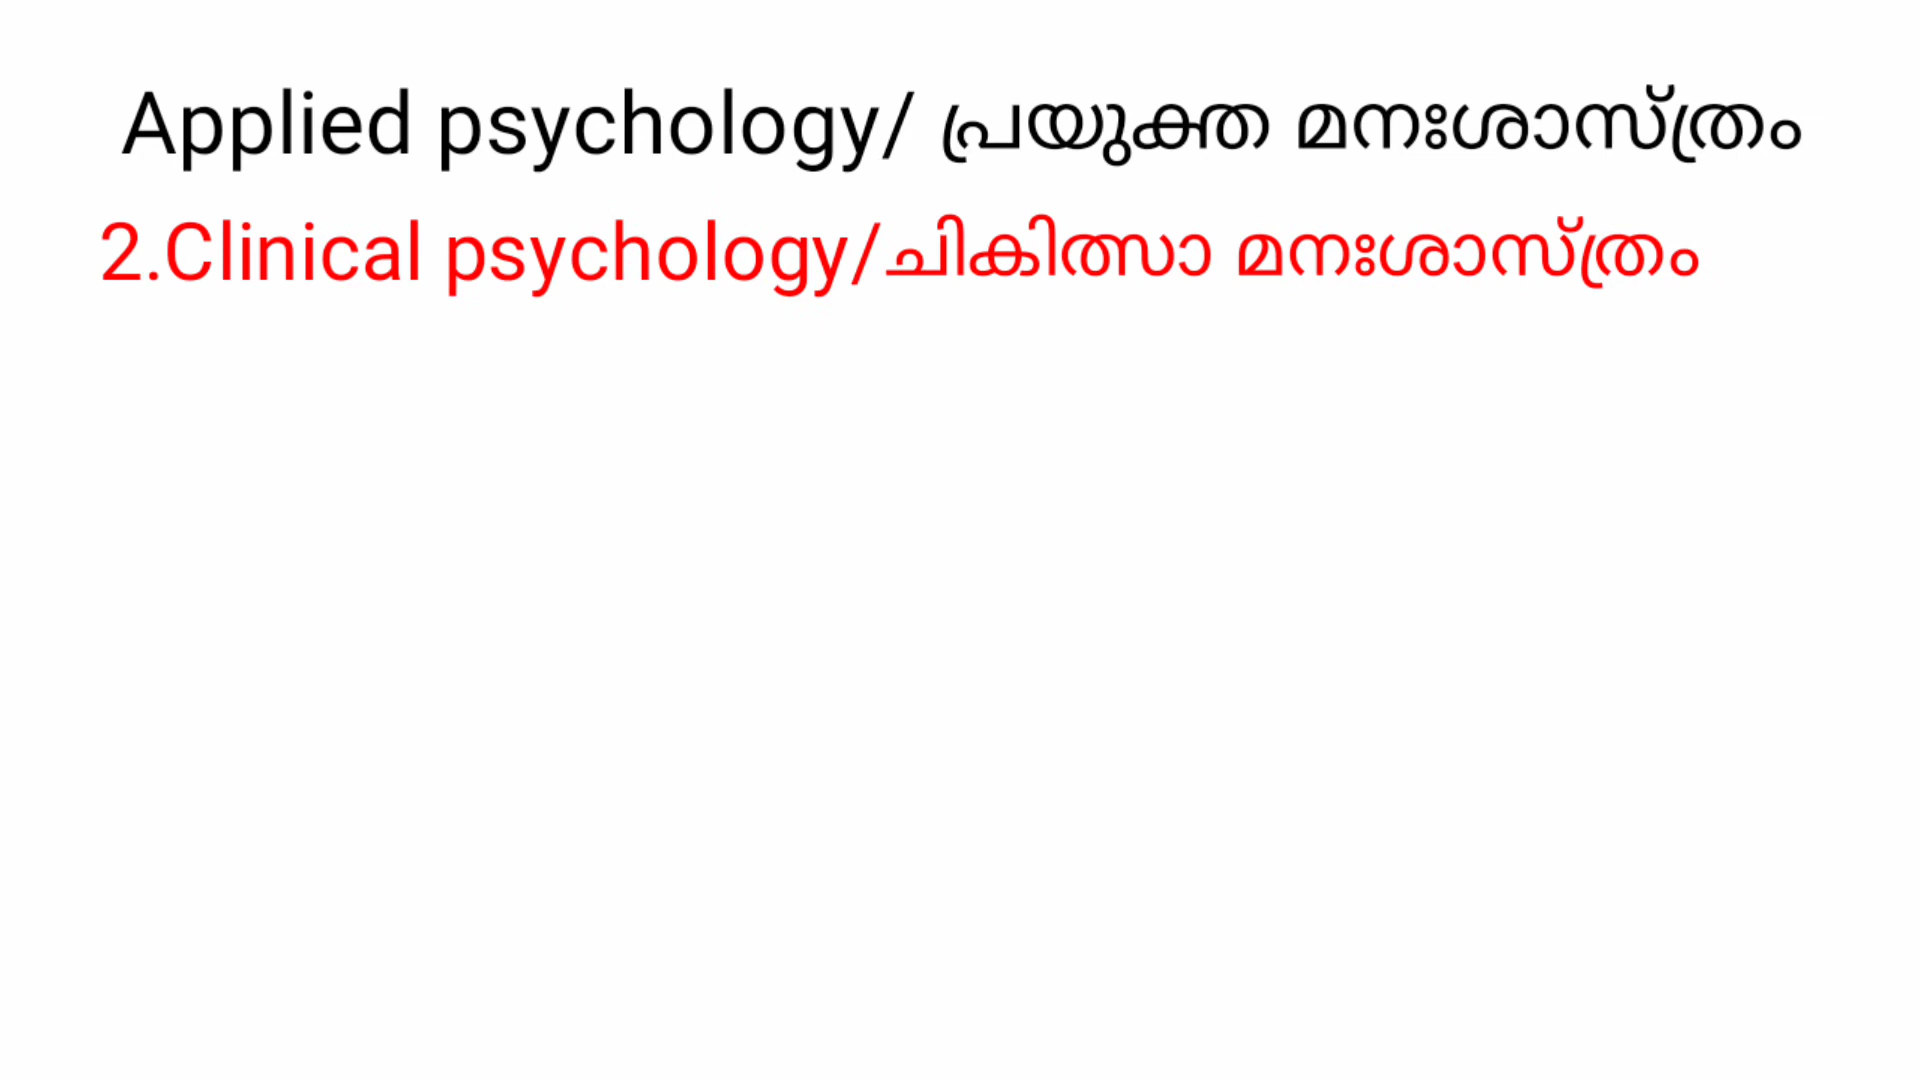 Applied psychology/ പ്രയുക്ത മനഃശാസ്ത്രം
2.Clinical psychology/ചികിത്സാ മനഃശാസ്ത്രം